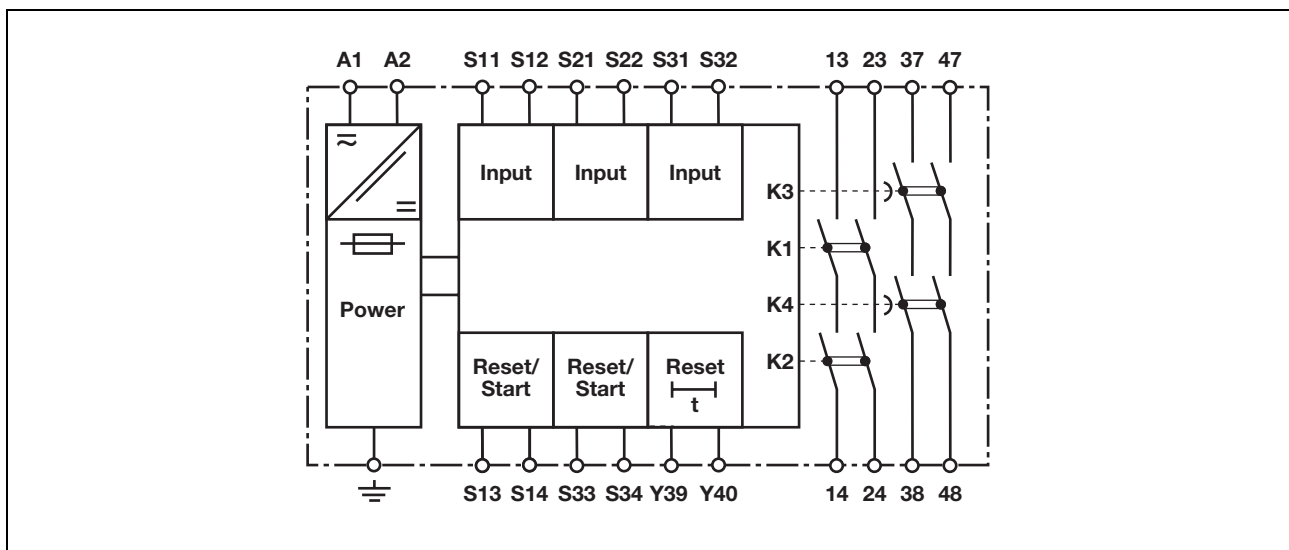 A1 A2 S11 S12 S21 S22 S31 S32 13 23 37 47
Input Input Input
K3
K1
K4
Power
K2
Reset/ Start
Reset/ Start
Reset t
S13 S14 S33 S34 Y39 Y40 14 24 38 48